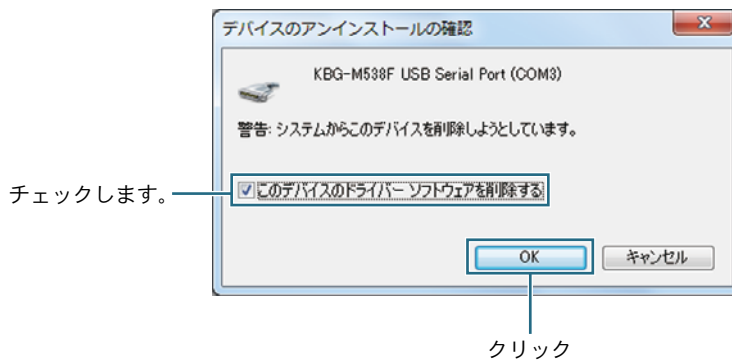 デバイスのアンインストールの確認
KBG-M538F USB Serial Port (COM3)
警告: システムからこのデバイスを削除しようとしています。
チェックします。
このデバイスのドライバー ソフトウェアを削除する
OK
キャンセル
クリック